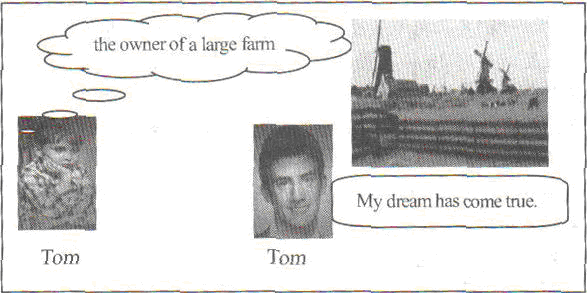 the owner of a large farm
My dream has come true.
Tom
Tom